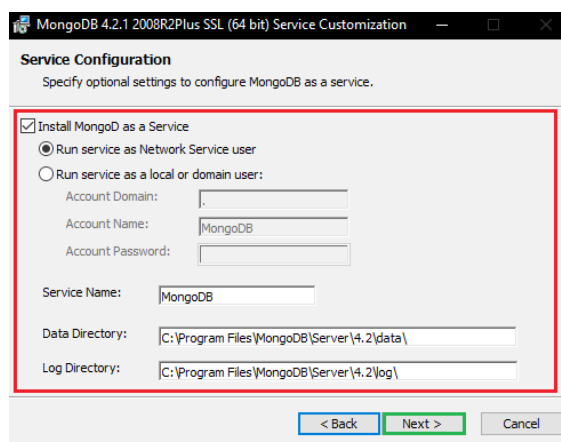 MongoDB 4.2.1 2008R2Plus SSL (64 bit) Service Customization
Service Configuration
Specify optional settings to configure MongoDB as a service.
Install MongoD as a Service
Run service as Network Service user
Run service as a local or domain user:
Account Domain: .
Account Name: MongoDB
Account Password:
Service Name: MongoDB
Data Directory: C:\Program Files\MongoDB\Server\4.2\data\
Log Directory: C:\Program Files\MongoDB\Server\4.2\log\
< Back Next > Cancel